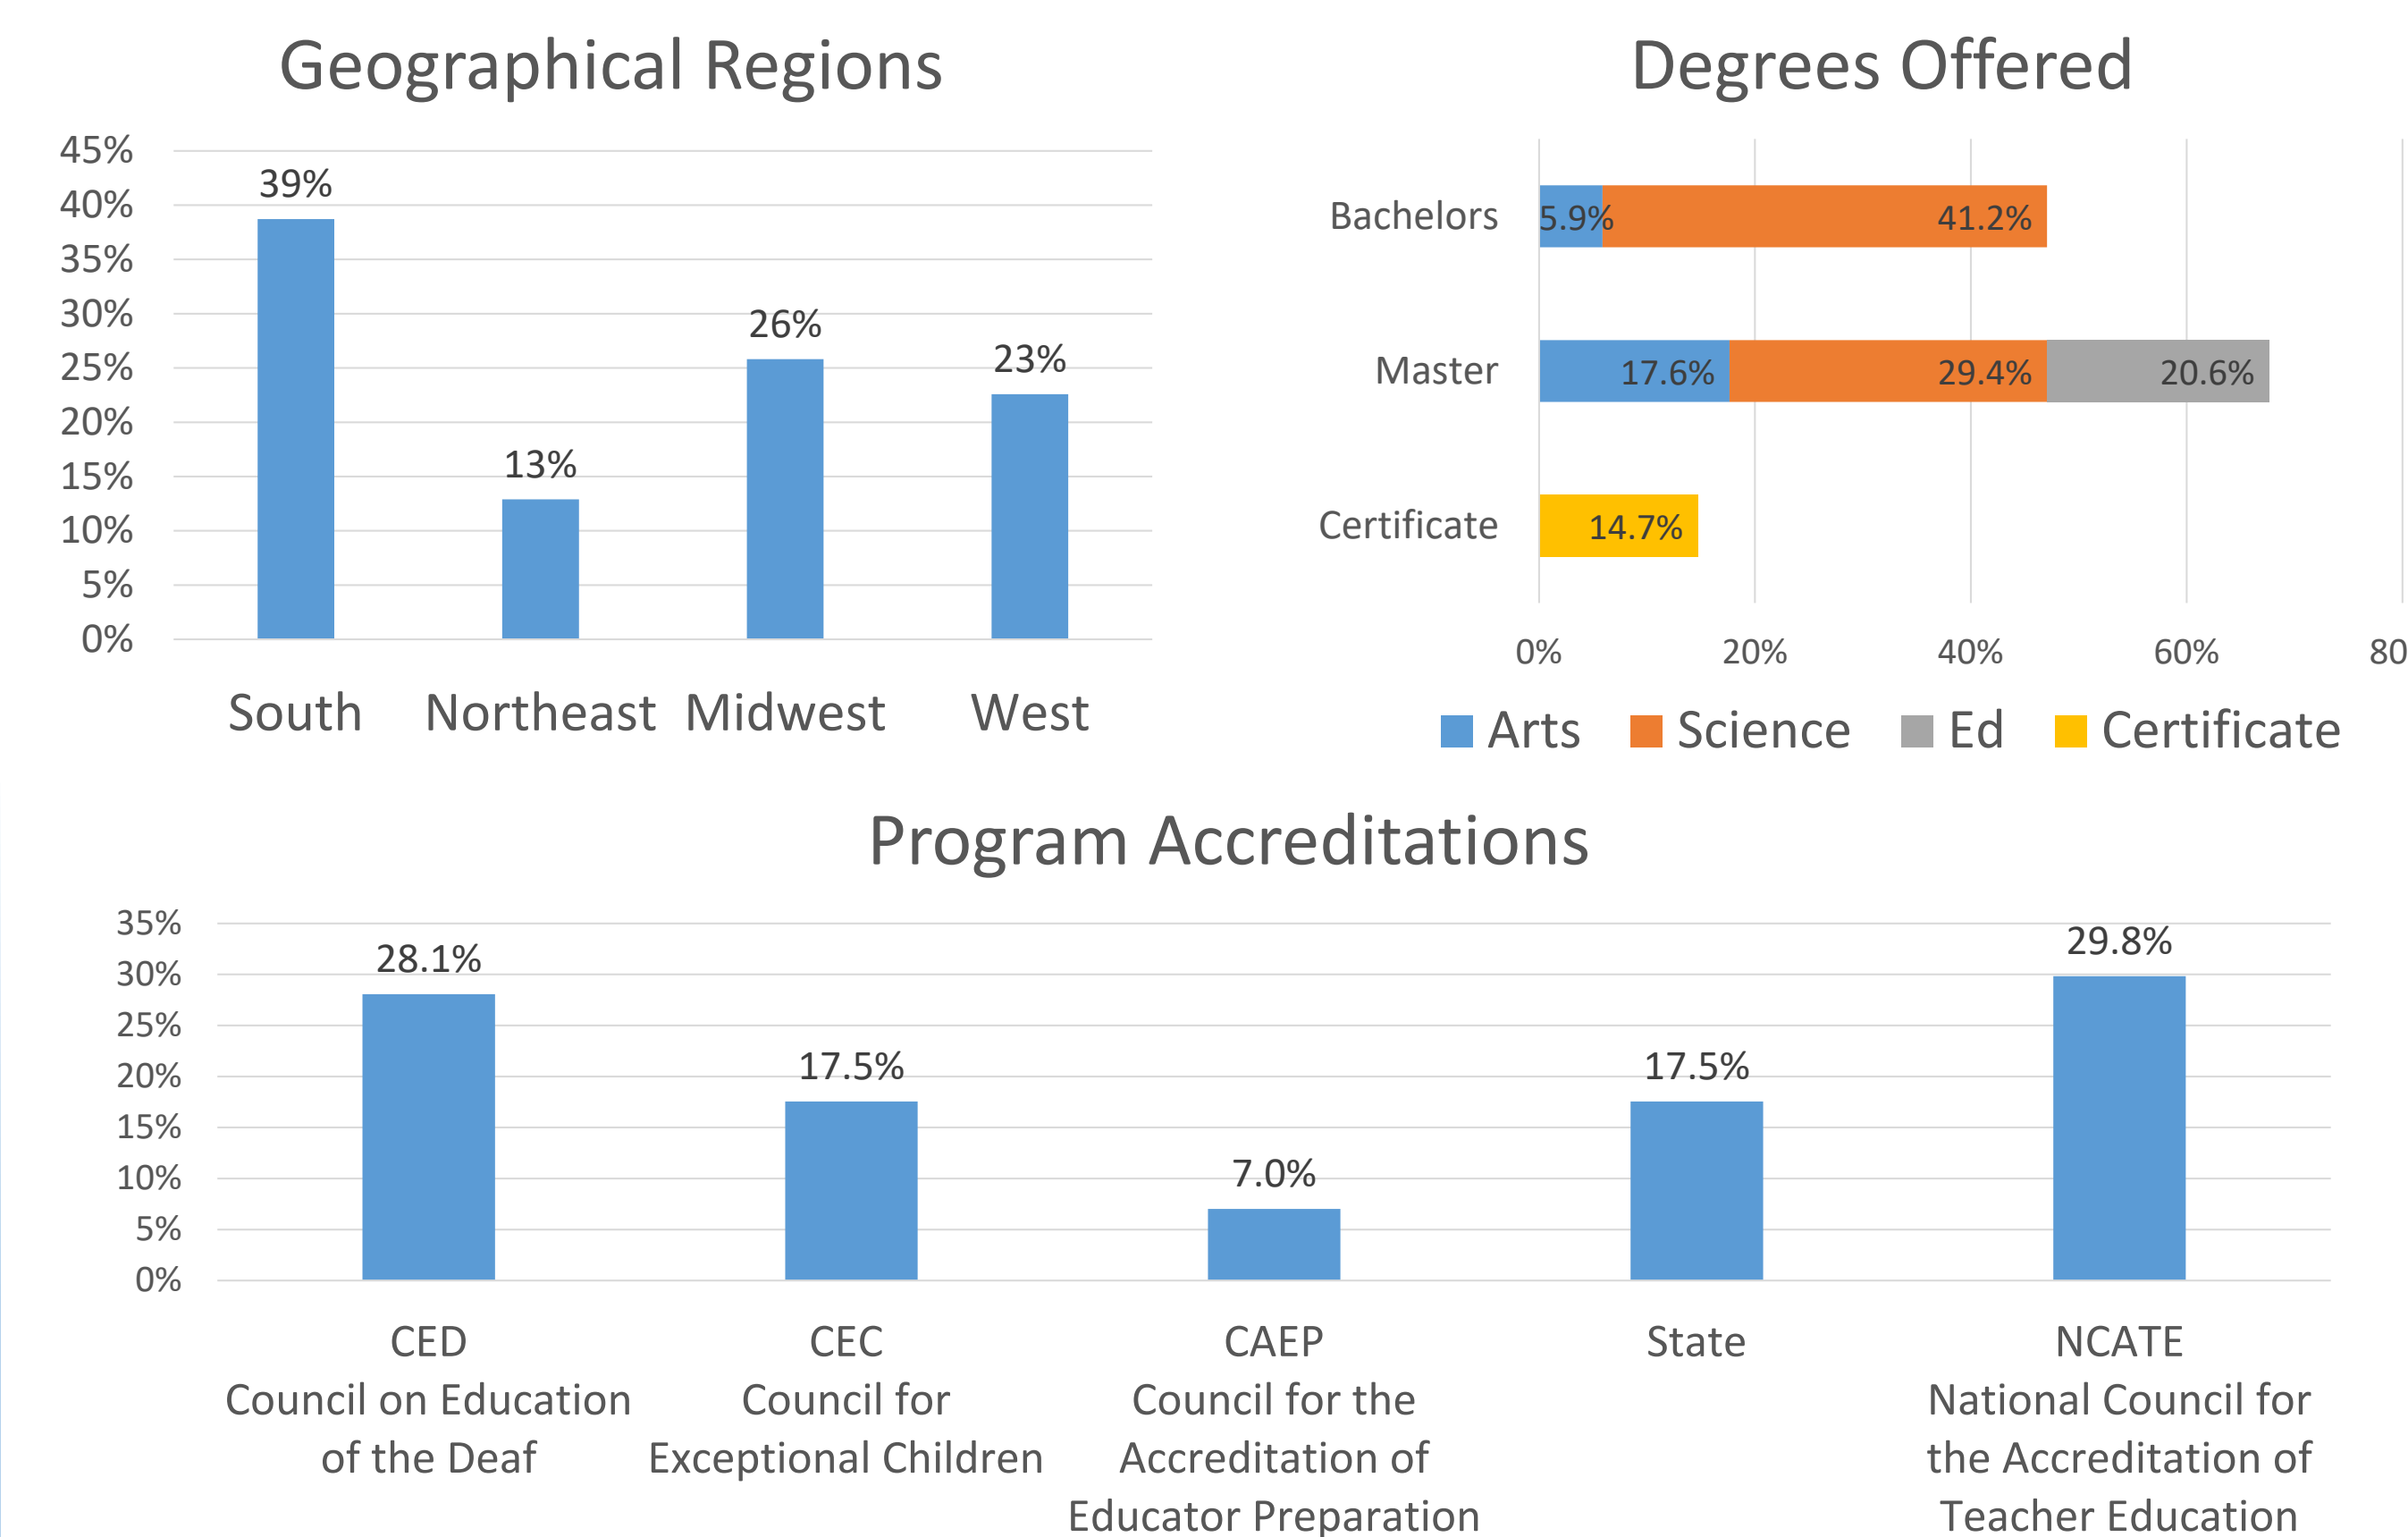 Geographical Regions
45%
40%
35%
30%
25%
20%
15%
10%
5%
0%
39%
13%
26%
23%
South Northeast Midwest West
Degrees Offered
Bachelors 5.9% 41.2%
Master 17.6% 29.4% 20.6%
Certificate 14.7%
0% 20% 40% 60% 80
Arts Science Ed Certificate
Program Accreditations
35%
30%
25%
20%
15%
10%
5%
0%
28.1%
17.5%
7.0%
17.5%
29.8%
CED
Council on Education
of the Deaf
CEC
Council for
Exceptional Children
CAEP
Council for the
Accreditation of
Educator Preparation
State
NCATE
National Council for
the Accreditation of
Teacher Education